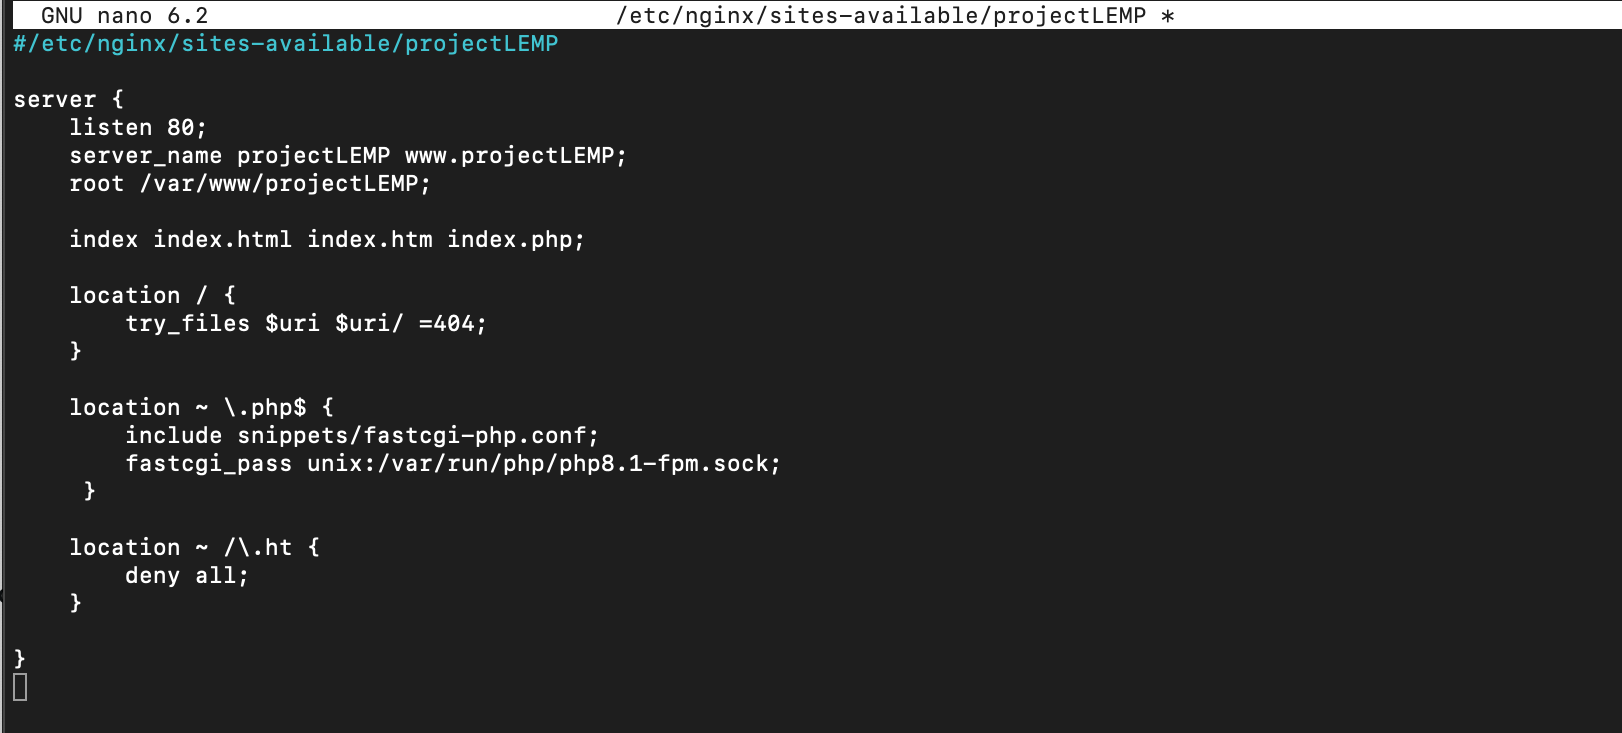 GNU nano 6.2 /etc/nginx/sites-available/projectLEMP *
#/etc/nginx/sites-available/projectLEMP
server {
listen 80;
server_name projectLEMP www.projectLEMP;
root /var/www/projectLEMP;
index index.html index.htm index.php;
location / {
try_files $uri $uri/ =404;
}
location ~ \.php$ {
include snippets/fastcgi-php.conf;
fastcgi_pass unix:/var/run/php/php8.1-fpm.sock;
}
location ~ /\.ht {
deny all;
}
}